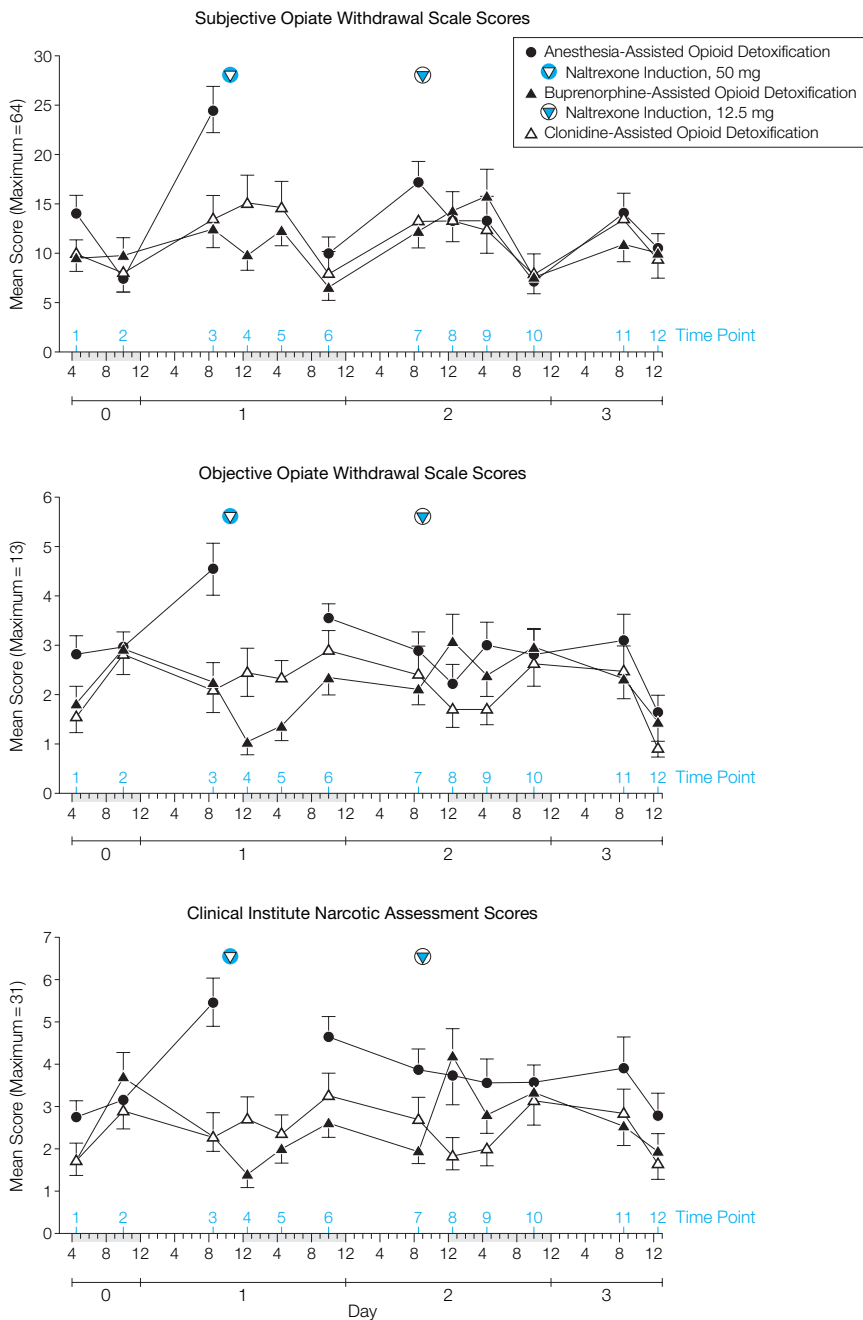 Subjective Opiate Withdrawal Scale Scores
Anesthesia-Assisted Opioid Detoxification
Naltrexone Induction, 50 mg
Buprenorphine-Assisted Opioid Detoxification
Naltrexone Induction, 12.5 mg
Clonidine-Assisted Opioid Detoxification
Mean Score (Maximum = 64)
30
25
20
15
10
5
0
1 2 3 4 5 6 7 8 9 10 11 12 Time Point
4 8 12 4 8 12 4 8 12 4 8 12 4 8 12 4 8 12
0 1 2 3
Objective Opiate Withdrawal Scale Scores
Mean Score (Maximum = 13)
6
5
4
3
2
1
0
1 2 3 4 5 6 7 8 9 10 11 12 Time Point
4 8 12 4 8 12 4 8 12 4 8 12 4 8 12 4 8 12
0 1 2 3
Clinical Institute Narcotic Assessment Scores
Mean Score (Maximum = 31)
7
6
5
4
3
2
1
0
1 2 3 4 5 6 7 8 9 10 11 12 Time Point
4 8 12 4 8 12 4 8 12 4 8 12 4 8 12 4 8 12
0 1 2 3
Day